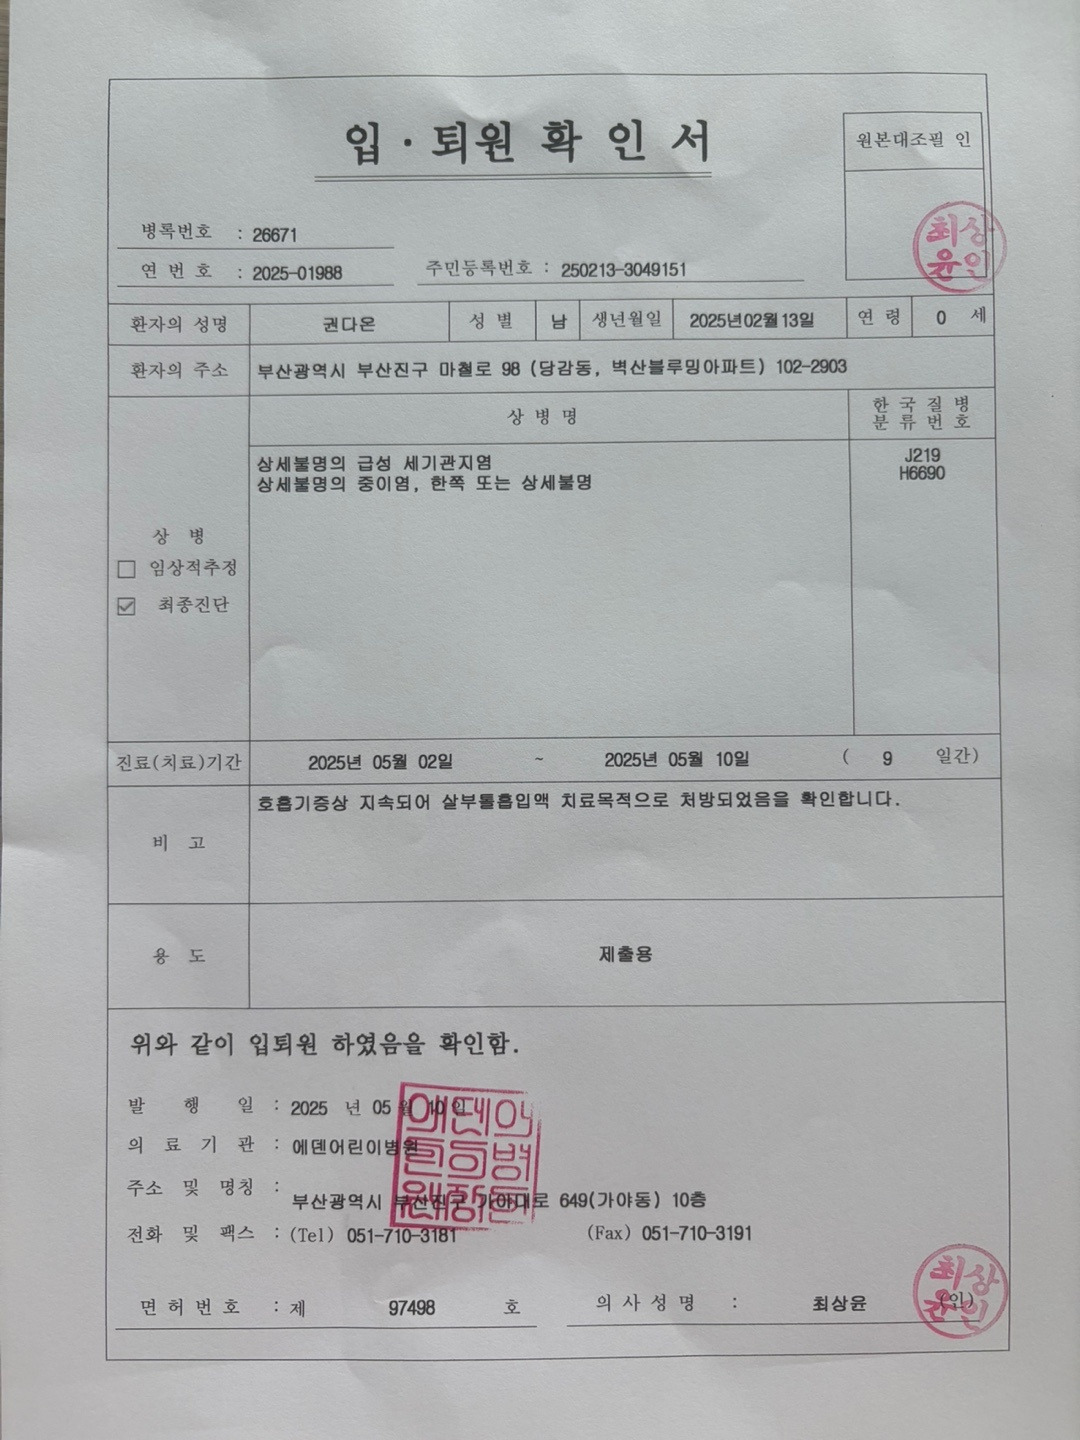 입 · 퇴원 확 인 서
원본대조필 인
최상
윤인
병록번호 : 26671
연 번 호 : 2025-01988 주민등록번호 : 250213-3049151
환자의 성명 권다온 성 별 남 생년월일 2025년02월13일 연 령 0 세
환자의 주소 부산광역시 부산진구 마철로 98 (당감동, 벽산블루밍아파트) 102-2903
상 병 명 한 국 질 병
분 류 번 호
상세불명의 급성 세기관지염 J219
상세불명의 중이염, 한쪽 또는 상세불명 H6690
상 병
☐ 임상적추정
☑ 최종진단
진료(치료)기간 2025년 05월 02일 ~ 2025년 05월 10일 ( 9 일간)
비 고 호흡기증상 지속되어 살부톨흡입액 치료목적으로 처방되었음을 확인합니다.
용 도 제출용
위와 같이 입퇴원 하였음을 확인함.
발 행 일 : 2025 년 05 월 10 일
의 료 기 관 : 에덴어린이병원
주소 및 명칭 :
부산광역시 부산진구 가야대로 649(가야동) 10층
전화 및 팩스 : (Tel) 051-710-3181 (Fax) 051-710-3191
에덴어
린이병
원
면 허 번 호 : 제 97498 호 의 사 성 명 : 최상윤 (인)
최상
윤인